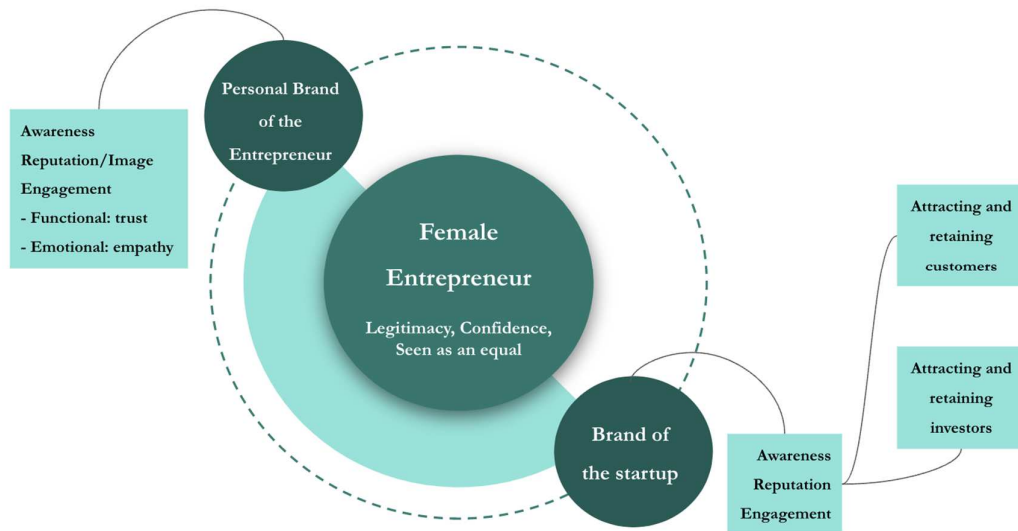 Personal Brand
of the
Entrepreneur
Awareness
Reputation/Image
Engagement
- Functional: trust
- Emotional: empathy
Female
Entrepreneur
Legitimacy, Confidence,
Seen as an equal
Brand of
the startup
Awareness
Reputation
Engagement
Attracting and
retaining
customers
Attracting and
retaining
investors